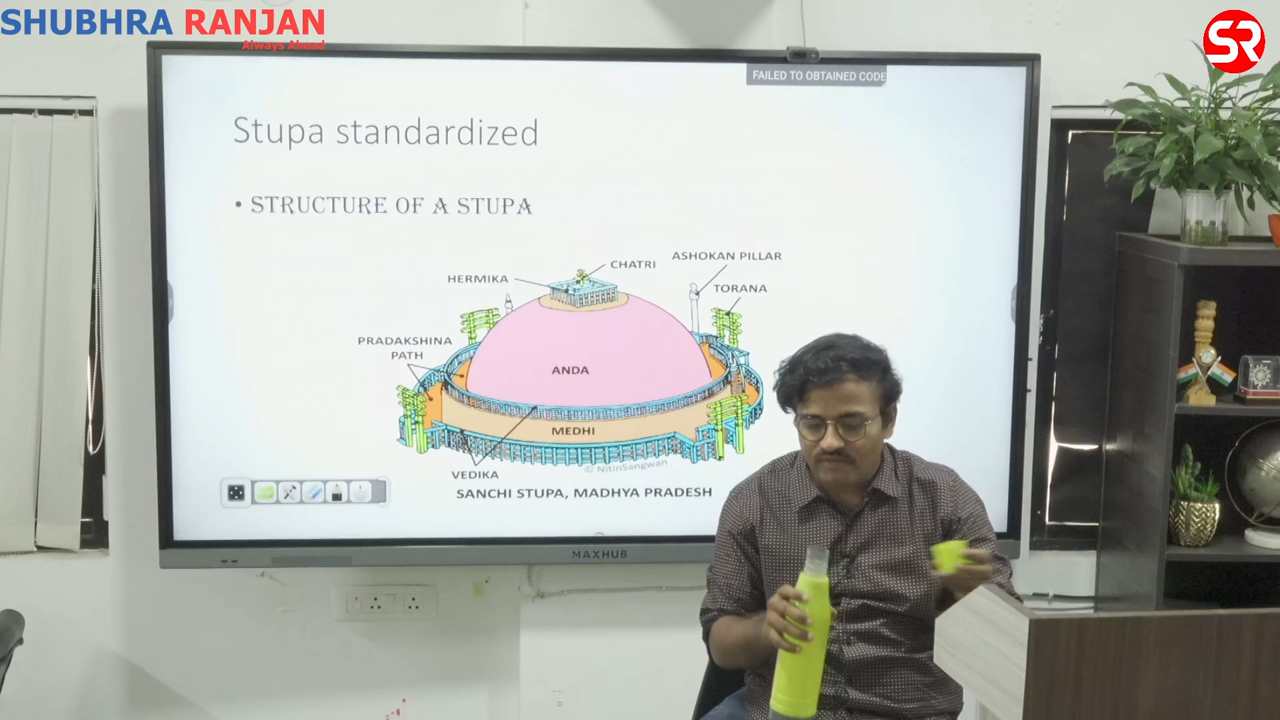 SHUBHRA RANJAN
Always Ahead
SR
FAILED TO OBTAINED CODE
Stupa standardized
• STRUCTURE OF A STUPA
CHATRI
ASHOKAN PILLAR
HERMIKA
TORANA
PRADAKSHINA
PATH
ANDA
MEDHI
VEDIKA
© NitinSangwan
SANCHI STUPA, MADHYA PRADESH
MAXHUB